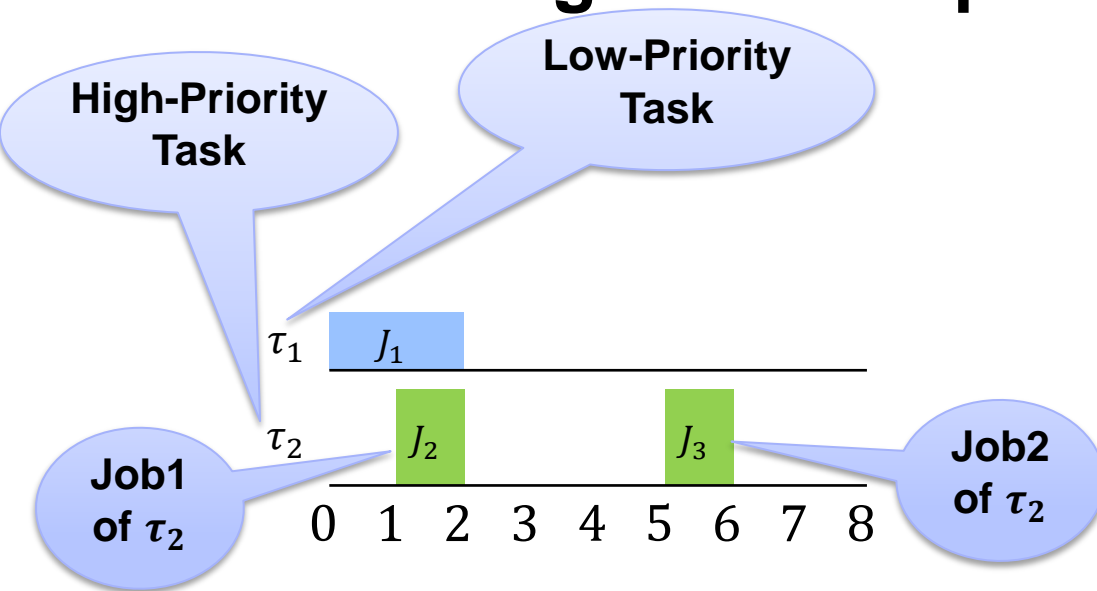 Low-Priority
Task
High-Priority
Task
τ₁
J₁
τ₂
J₂
J₃
Job1
of τ₂
Job2
of τ₂
0 1 2 3 4 5 6 7 8